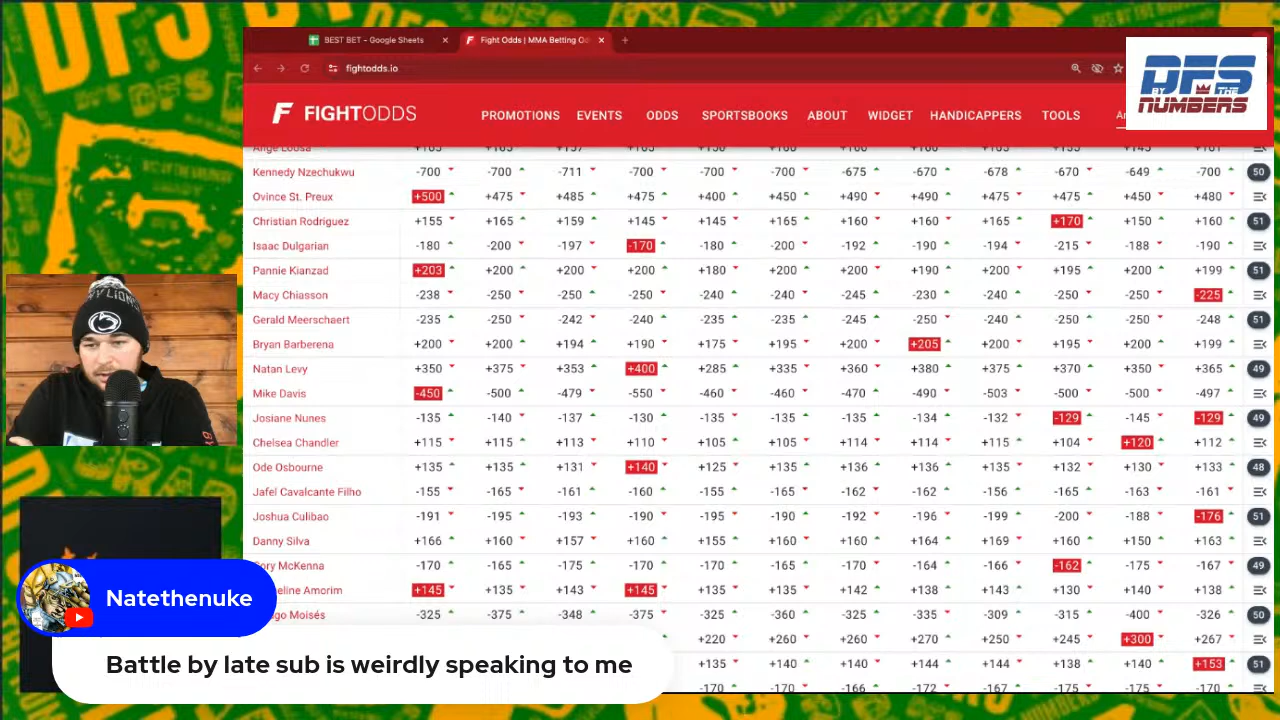 BEST BET - Google Sheets
Fight Odds | MMA Betting Od
fightodds.io
DFS
BY THE
NUMBERS
FIGHTODDS
PROMOTIONS EVENTS ODDS SPORTSBOOKS ABOUT WIDGET HANDICAPPERS TOOLS
Kennedy Nzechukwu -700 -700 -711 -700 -700 -700 -675 -670 -678 -670 -649 -700 50
Ovince St. Preux +500 +475 +485 +475 +400 +450 +490 +490 +475 +475 +450 +480
Christian Rodriguez +155 +165 +159 +145 +145 +165 +160 +160 +165 +170 +150 +160 51
Isaac Dulgarian -180 -200 -197 -170 -180 -200 -192 -190 -194 -215 -188 -190
Pannie Kianzad +203 +200 +200 +200 +180 +200 +200 +190 +200 +195 +200 +199 51
Macy Chiasson -238 -250 -250 -250 -240 -240 -245 -230 -240 -250 -250 -225
Gerald Meerschaert -235 -250 -242 -240 -235 -235 -245 -250 -240 -250 -250 -248 51
Bryan Barberena +200 +200 +194 +190 +175 +195 +200 +205 +200 +195 +200 +199
Natan Levy +350 +375 +353 +400 +285 +335 +360 +380 +375 +370 +350 +365 49
Mike Davis -450 -500 -479 -550 -460 -460 -470 -490 -503 -500 -500 -497
Josiane Nunes -135 -140 -137 -130 -135 -135 -135 -134 -132 -129 -145 -129 49
Chelsea Chandler +115 +115 +113 +110 +105 +105 +114 +114 +115 +104 +120 +112
Ode Osbourne +135 +135 +131 +140 +125 +135 +136 +136 +135 +132 +130 +133 48
Jafel Cavalcante Filho -155 -165 -161 -160 -155 -165 -162 -162 -156 -165 -163 -161
Joshua Culibao -191 -195 -193 -190 -195 -190 -192 -196 -199 -200 -188 -176 51
Danny Silva +166 +160 +157 +160 +155 +160 +160 +164 +169 +160 +150 +163
ory McKenna -170 -165 -175 -170 -170 -165 -170 -164 -166 -162 -175 -167 49
eline Amorim +145 +135 +143 +145 +135 +135 +142 +138 +143 +130 +140 +138
go Moisés -325 -375 -348 -375 -325 -360 -325 -335 -309 -315 -400 -326 50
+220 +260 +260 +270 +250 +245 +300 +267
+135 +140 +140 +144 +144 +138 +140 +153 51
-170 -170 -166 -172 -167 -175 -175 -170
Natethenuke
Battle by late sub is weirdly speaking to me